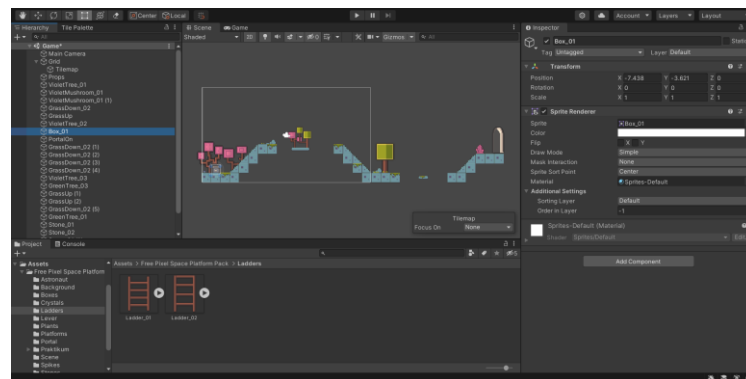 Center Local
Account Layers Layout
Hierarchy Tile Palette
Scene Game
Inspector
All
Shaded 2D 0 Gizmos All
Game*
Main Camera
Grid
Tilemap
Props
VioletTree_01
VioletMushroom_01
VioletMushroom_01 (1)
GrassDown_02
GrassUp
VioletTree_02
Box_01
PortalOn
GrassDown_02 (1)
GrassDown_02 (2)
GrassDown_02 (3)
GrassDown_02 (4)
VioletTree_03
GreenTree_03
GrassUp (1)
GrassUp (2)
GrassDown_02 (5)
GreenTree_01
Stone_01
Stone_02
Tilemap
Focus On None
Box_01 Static
Tag Untagged Layer Default
Transform
Position X -7.438 Y -3.821 Z 0
Rotation X 0 Y 0 Z 0
Scale X 1 Y 1 Z 1
Sprite Renderer
Sprite Box_01
Color
Flip X Y
Draw Mode Simple
Mask Interaction None
Sprite Sort Point Center
Material Sprites-Default
Additional Settings
Sorting Layer Default
Order in Layer -1
Sprites-Default (Material)
Shader Sprites/Default Edit
Add Component
Project Console
Assets
Free Pixel Space Platform
Astronaut
Background
Boxes
Crystals
Ladders
Lever
Plants
Platforms
Portal
Praktikum
Scene
Spikes
Assets > Free Pixel Space Platform Pack > Ladders
Ladder_01 Ladder_02